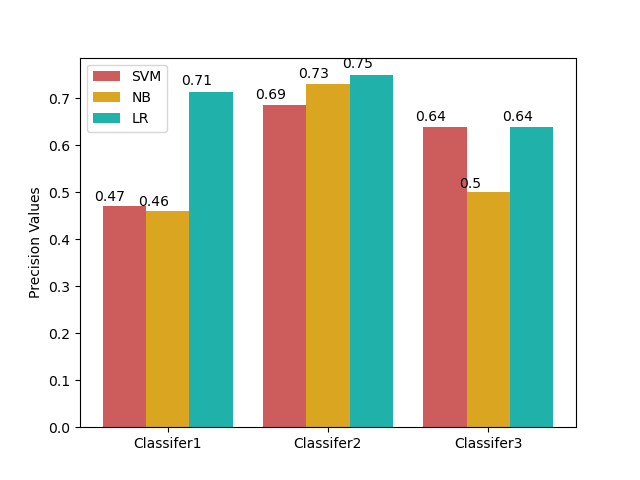 0.75
0.73
0.71
0.69
0.64
0.64
0.5
0.47
0.46
SVM
NB
LR
0.7
0.6
0.5
0.4
0.3
0.2
0.1
0.0
Precision Values
Classifer1
Classifer2
Classifer3